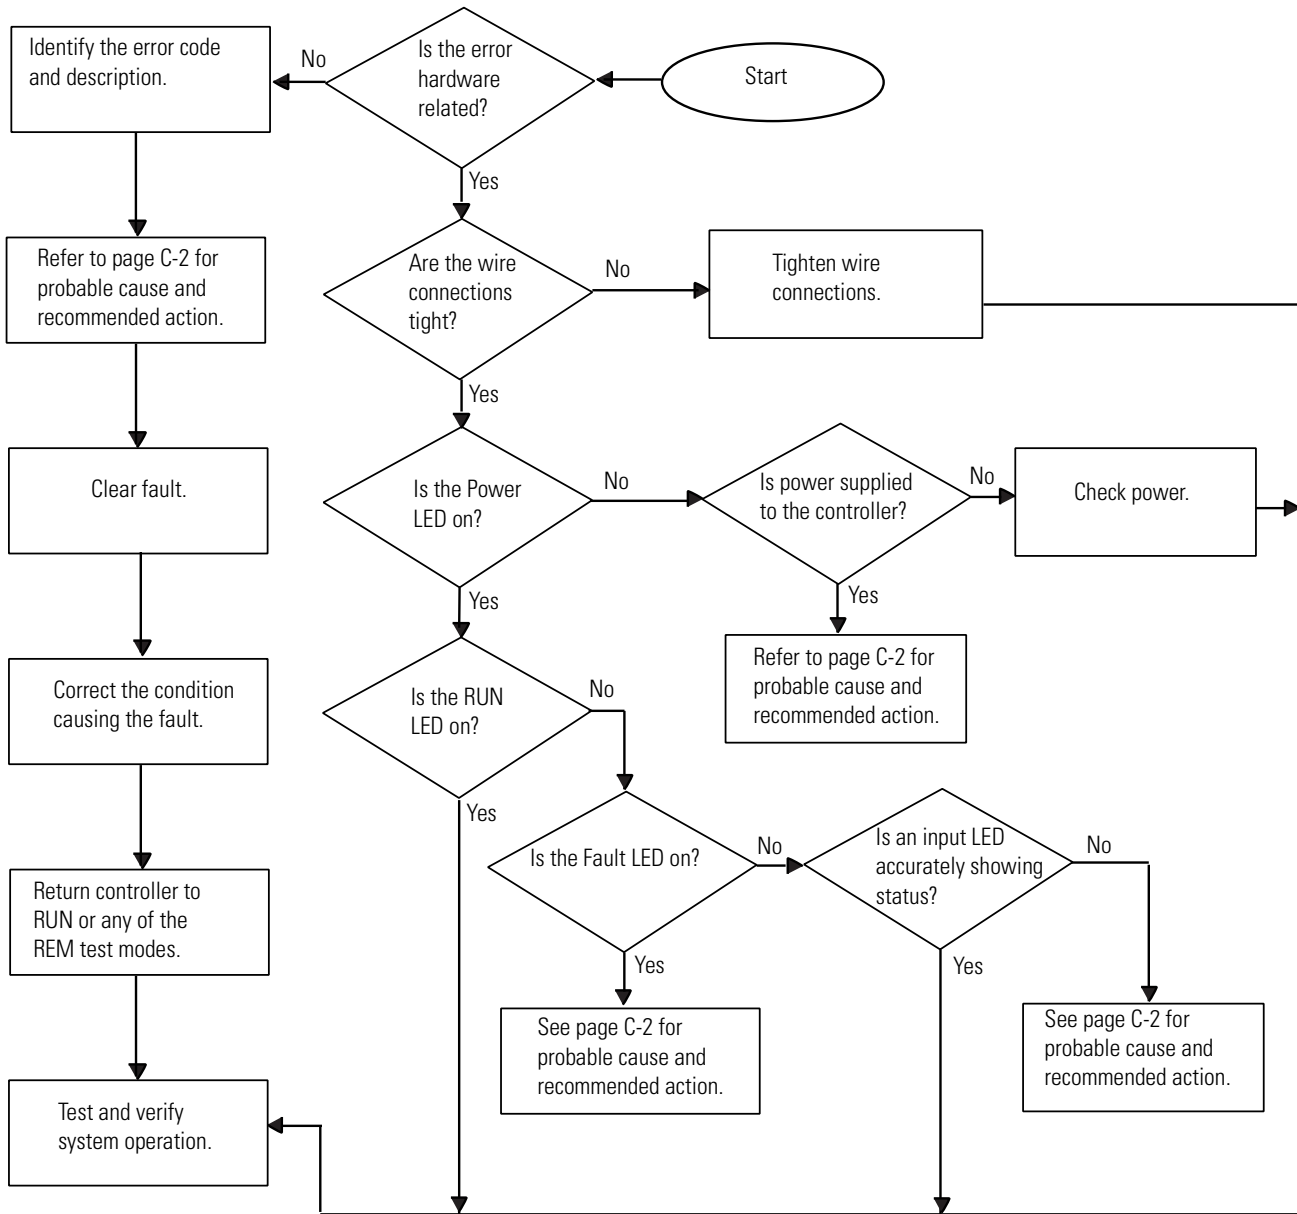 Identify the error code
and description.
No
Is the error
hardware
related?
Start
Yes
Refer to page C-2 for
probable cause and
recommended action.
Are the wire
connections
tight?
No
Tighten wire
connections.
Yes
Clear fault.
Is the Power
LED on?
No
Is power supplied
to the controller?
No
Check power.
Yes
Yes
Refer to page C-2 for
probable cause and
recommended action.
Correct the condition
causing the fault.
Is the RUN
LED on?
No
Yes
Is the Fault LED on?
No
Is an input LED
accurately showing
status?
No
Return controller to
RUN or any of the
REM test modes.
Yes
Yes
See page C-2 for
probable cause and
recommended action.
See page C-2 for
probable cause and
recommended action.
Test and verify
system operation.